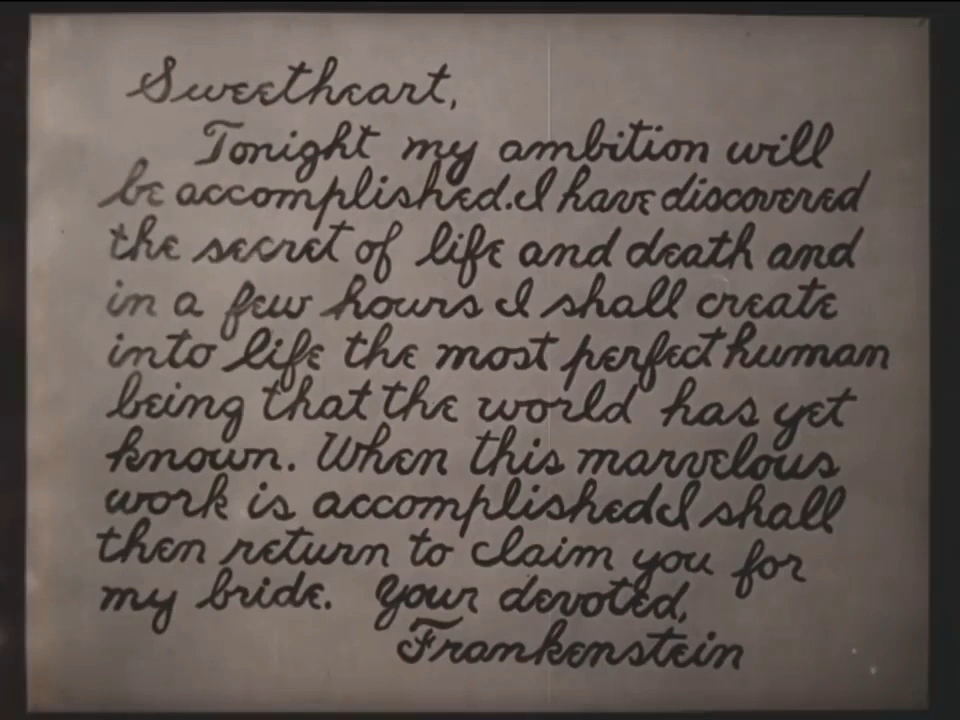 Sweetheart,
Tonight my ambition will
be accomplished. I have discovered
the secret of life and death and
in a few hours I shall create
into life the most perfect human
being that the world has yet
known. When this marvelous
work is accomplished I shall
then return to claim you for
my bride. Your devoted,
Frankenstein